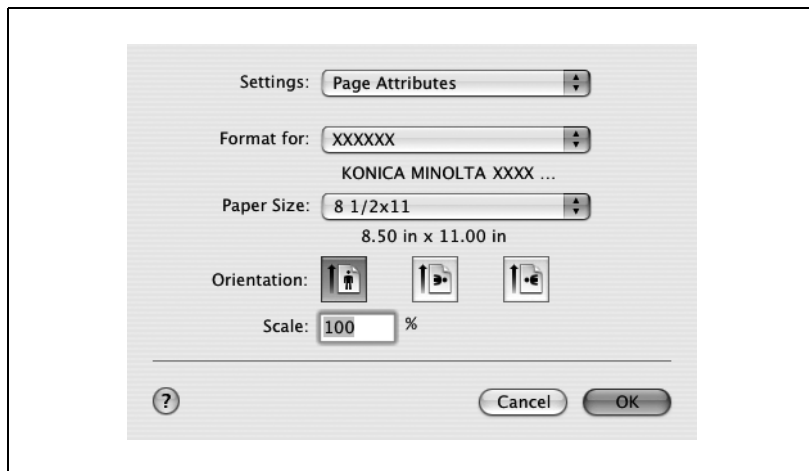 Settings: Page Attributes
Format for: XXXXXX
KONICA MINOLTA XXXX ...
Paper Size: 8 1/2x11
8.50 in x 11.00 in
Orientation:
Scale: 100 %
? Cancel OK